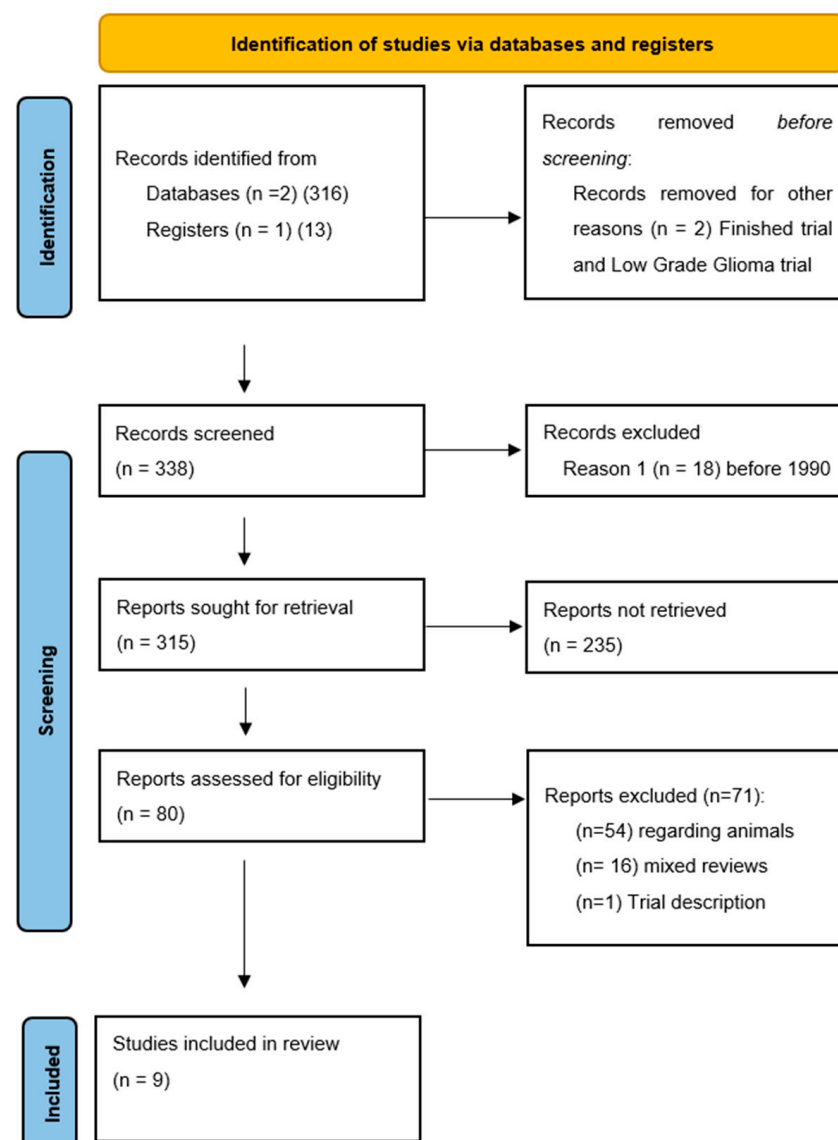 Identification of studies via databases and registers
Identification
Records identified from
Databases (n =2) (316)
Registers (n = 1) (13)
Records removed before
screening:
Records removed for other
reasons (n = 2) Finished trial
and Low Grade Glioma trial
Screening
Records screened
(n = 338)
Records excluded
Reason 1 (n = 18) before 1990
Reports sought for retrieval
(n = 315)
Reports not retrieved
(n = 235)
Reports assessed for eligibility
(n = 80)
Reports excluded (n=71):
(n=54) regarding animals
(n= 16) mixed reviews
(n=1) Trial description
Included
Studies included in review
(n = 9)